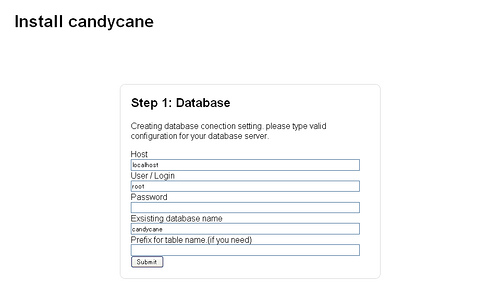 Install candycane
Step 1: Database
Creating database conection setting. please type valid
configuration for your database server.
Host
localhost
User / Login
root
Password
Exsisting database name
candycane
Prefix for table name.(if you need)
Submit